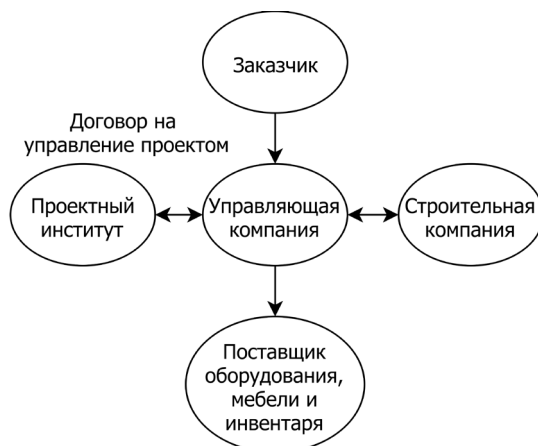 Заказчик
Договор на
управление проектом
Проектный
институт
Управляющая
компания
Строительная
компания
Поставщик
оборудования,
мебели и
инвентаря